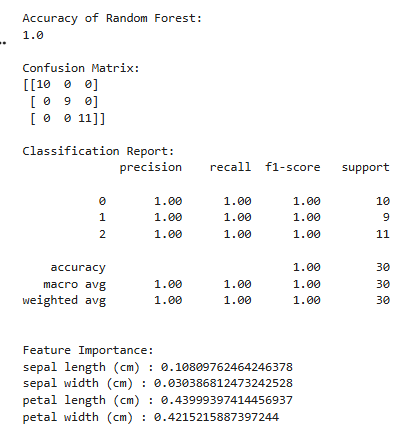 Accuracy of Random Forest:
1.0
Confusion Matrix:
[[10  0  0]
 [ 0  9  0]
 [ 0  0 11]]
Classification Report:
              precision    recall  f1-score   support
           0       1.00      1.00      1.00        10
           1       1.00      1.00      1.00         9
           2       1.00      1.00      1.00        11
    accuracy                           1.00        30
   macro avg       1.00      1.00      1.00        30
weighted avg       1.00      1.00      1.00        30
Feature Importance:
sepal length (cm) : 0.10809762464246378
sepal width (cm) : 0.030386812473242528
petal length (cm) : 0.43999397414456937
petal width (cm) : 0.4215215887397244